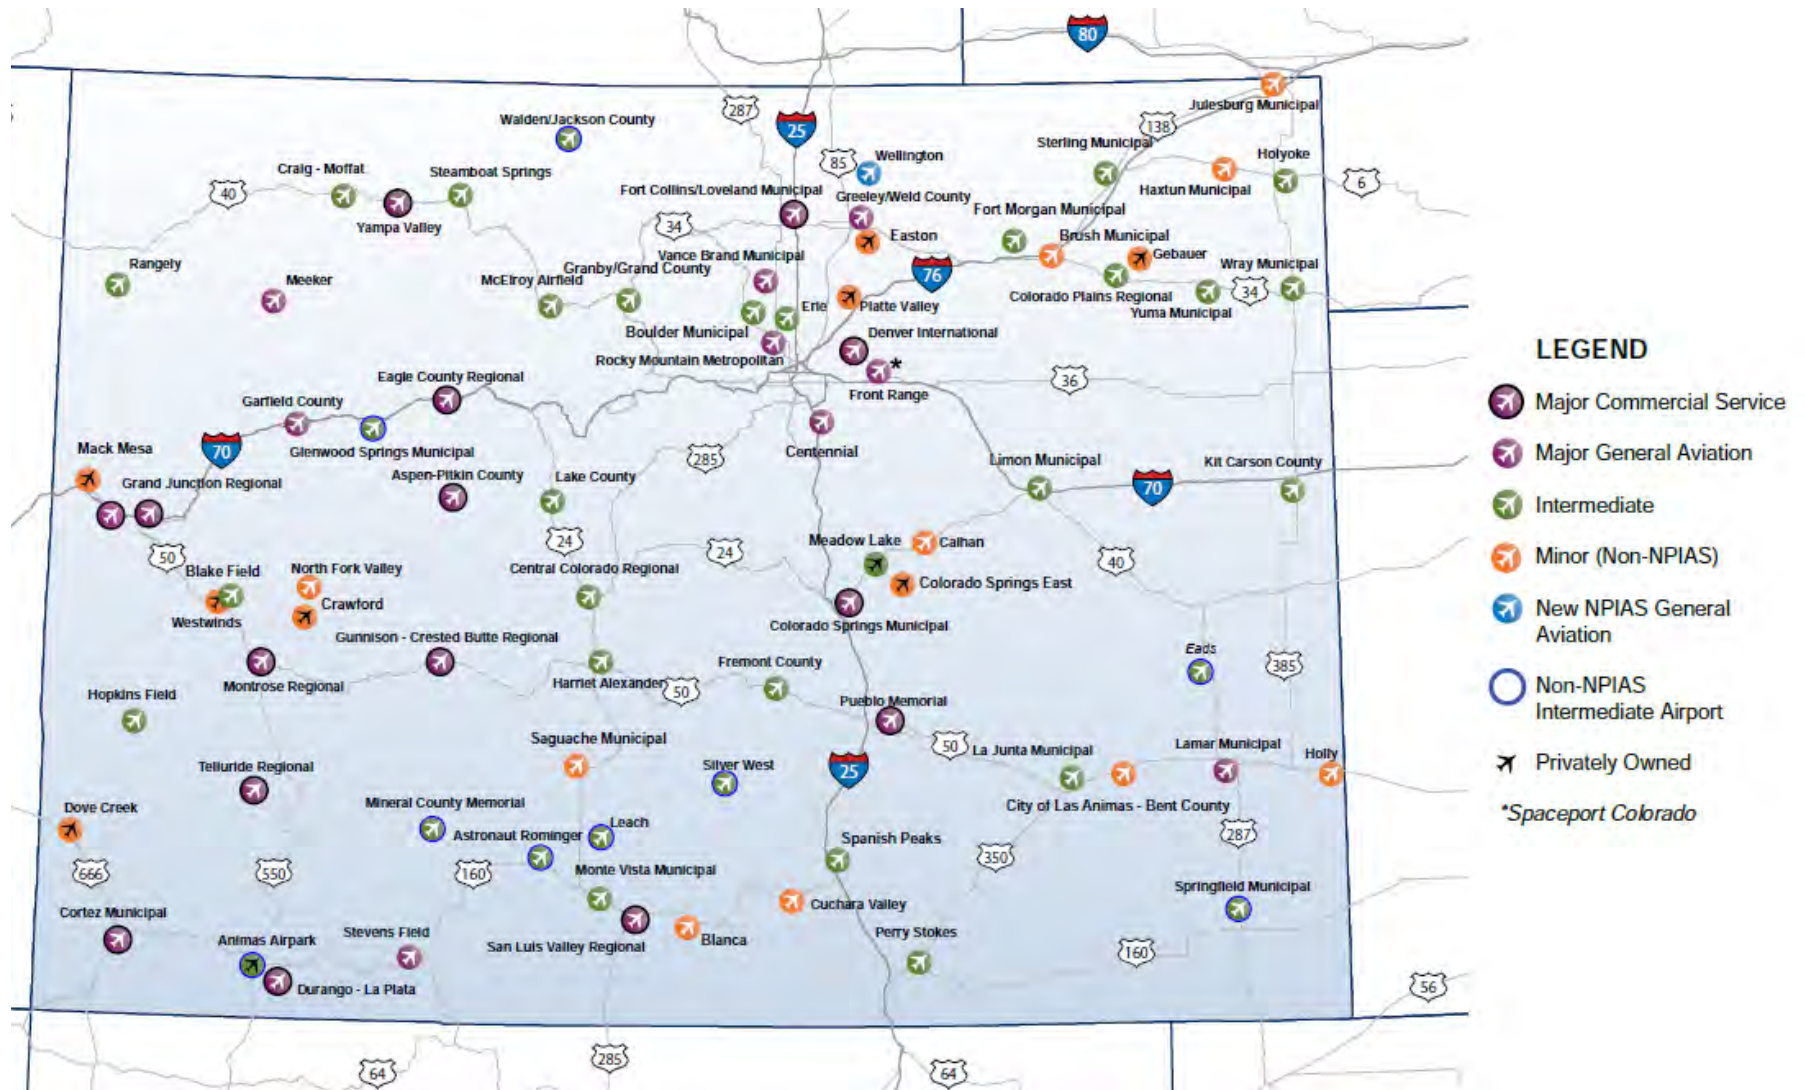 80
Julesburg Municipal
287
Walden/Jackson County
25
138
Sterling Municipal
85
Wellington
Holyoke
Craig - Moffat
Steamboat Springs
40
Fort Collins/Loveland Municipal
Greeley/Weld County
Haxtun Municipal
6
Yampa Valley
34
Fort Morgan Municipal
Easton
Brush Municipal
Gebauer
Rangely
Vance Brand Municipal
Wray Municipal
Meeker
McElroy Airfield
Granby/Grand County
76
Colorado Plains Regional
34
Erie
Platte Valley
Yuma Municipal
Boulder Municipal
Denver International
Rocky Mountain Metropolitan
*
Eagle County Regional
36
Front Range
Garfield County
Mack Mesa
70
Glenwood Springs Municipal
Centennial
285
Limon Municipal
Kit Carson County
Grand Junction Regional
Aspen-Pitkin County
Lake County
70
50
24
24
Meadow Lake
Calhan
40
Blake Field
North Fork Valley
Central Colorado Regional
Colorado Springs East
Crawford
Westwinds
Colorado Springs Municipal
Gunnison - Crested Butte Regional
Eads
385
Fremont County
Montrose Regional
Harriet Alexander
50
Hopkins Field
Pueblo Memorial
Saguache Municipal
50
La Junta Municipal
Lamar Municipal
Holly
Telluride Regional
Silver West
25
Dove Creek
Mineral County Memorial
City of Las Animas - Bent County
Astronaut Rominger
Leach
287
Spanish Peaks
350
666
550
160
Monte Vista Municipal
Springfield Municipal
Cortez Municipal
Cuchara Valley
Animas Airpark
Stevens Field
San Luis Valley Regional
Blanca
Perry Stokes
160
Durango - La Plata
56
64
285
64
LEGEND
Major Commercial Service
Major General Aviation
Intermediate
Minor (Non-NPIAS)
New NPIAS General
Aviation
Non-NPIAS
Intermediate Airport
Privately Owned
*Spaceport Colorado